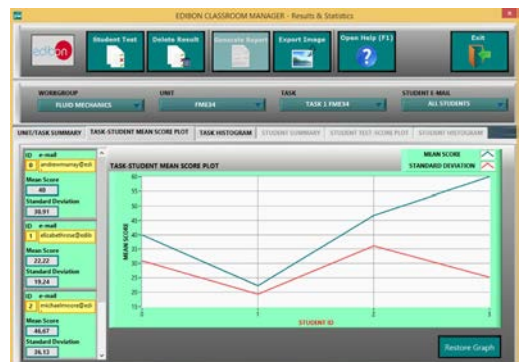 EDIBON CLASSROOM MANAGER - Results & Statistics
edibon
Student Test
Delete Result
Generate Report
Export Image
Open Help (F1)
Exit
WORKGROUP
UNIT
TASK
STUDENT E-MAIL
FLUID MECHANICS
FME34
TASK 1 FME34
ALL STUDENTS
UNIT/TASK SUMMARY
TASK-STUDENT MEAN SCORE PLOT
TASK HISTOGRAM
STUDENT SUMMARY
STUDENT TEST-SCORE PLOT
STUDENT HISTOGRAM
ID e-mail
0
Mean Score
40
Standard Deviation
30,91
ID e-mail
1
Mean Score
22,22
Standard Deviation
19,24
ID e-mail
2 michaelmoore@edi
Mean Score
46,67
Standard Deviation
36,13
TASK-STUDENT MEAN SCORE PLOT
MEAN SCORE
STANDARD DEVIATION
MEAN SCORE
60
55
50
45
40
35
30
25
20
15
0 1 2 3
STUDENT ID
Restore Graph